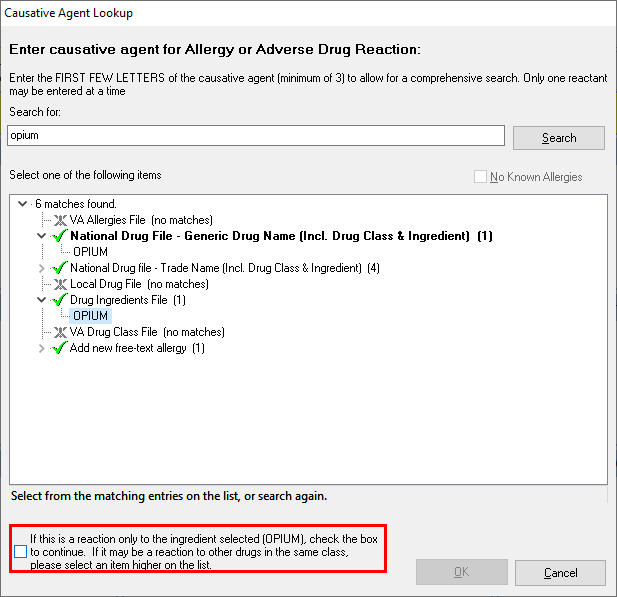 Causative Agent Lookup
Enter causative agent for Allergy or Adverse Drug Reaction:
Enter the FIRST FEW LETTERS of the causative agent (minimum of 3) to allow for a comprehensive search. Only one reactant
may be entered at a time
Search for:
opium
Search
Select one of the following items
No Known Allergies
6 matches found.
VA Allergies File (no matches)
National Drug File - Generic Drug Name (Incl. Drug Class & Ingredient) (1)
OPIUM
National Drug file - Trade Name (Incl. Drug Class & Ingredient) (4)
Local Drug File (no matches)
Drug Ingredients File (1)
OPIUM
VA Drug Class File (no matches)
Add new free-text allergy (1)
Select from the matching entries on the list, or search again.
If this is a reaction only to the ingredient selected (OPIUM), check the box
to continue. If it may be a reaction to other drugs in the same class,
please select an item higher on the list.
OK
Cancel